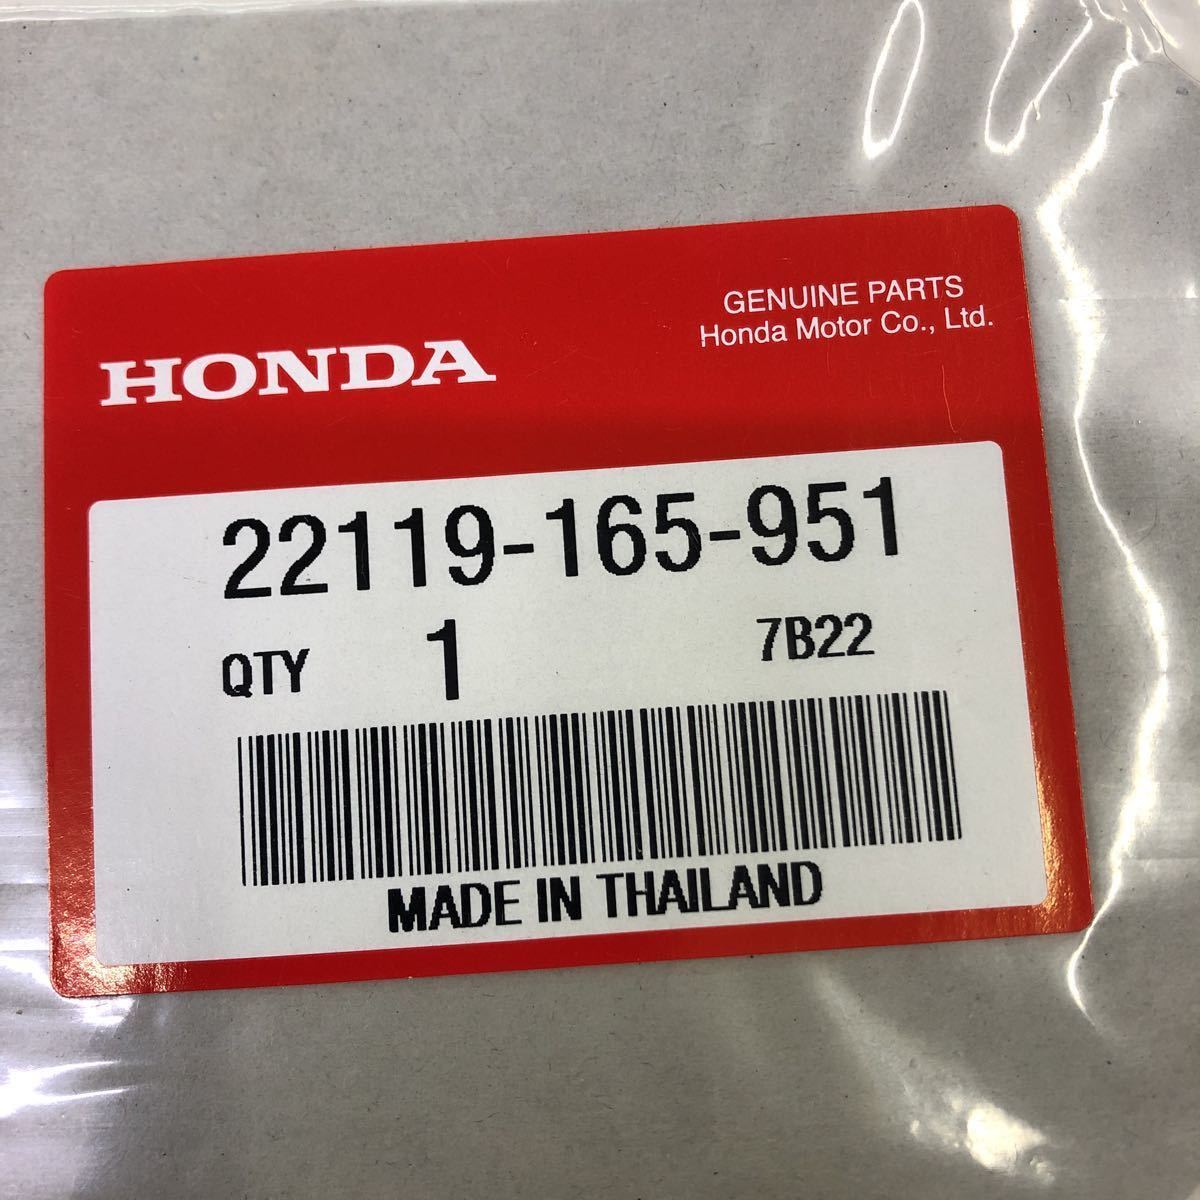 GENUINE PARTS
Honda Motor Co., Ltd.
HONDA
22119-165-951
QTY 1 7B22
MADE IN THAILAND